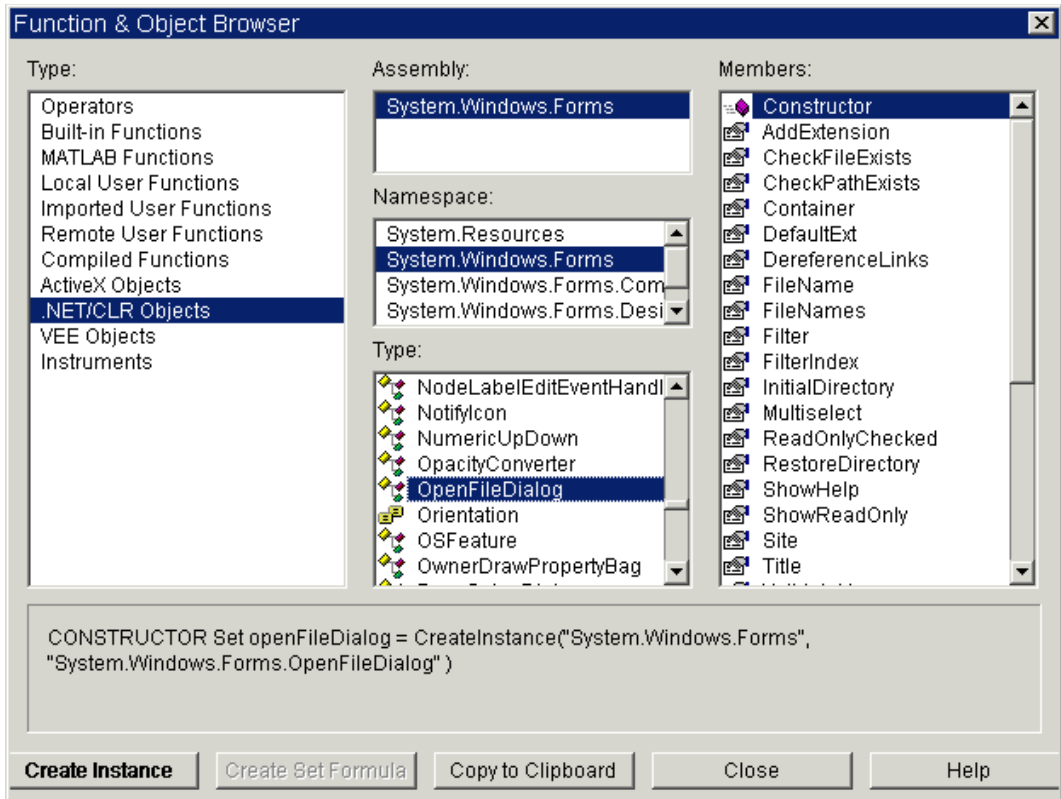 Function & Object Browser
Type:
Operators
Built-in Functions
MATLAB Functions
Local User Functions
Imported User Functions
Remote User Functions
Compiled Functions
ActiveX Objects
.NET/CLR Objects
VEE Objects
Instruments
Assembly:
System.Windows.Forms
Namespace:
System.Resources
System.Windows.Forms
System.Windows.Forms.Com
System.Windows.Forms.Desi
Type:
NodeLabelEditEventHandl
NotifyIcon
NumericUpDown
OpacityConverter
OpenFileDialog
Orientation
OSFeature
OwnerDrawPropertyBag
Members:
Constructor
AddExtension
CheckFileExists
CheckPathExists
Container
DefaultExt
DereferenceLinks
FileName
FileNames
Filter
FilterIndex
InitialDirectory
Multiselect
ReadOnlyChecked
RestoreDirectory
ShowHelp
ShowReadOnly
Site
Title
CONSTRUCTOR Set openFileDialog = CreateInstance("System.Windows.Forms",
"System.Windows.Forms.OpenFileDialog" )
Create Instance
Create Set Formula
Copy to Clipboard
Close
Help